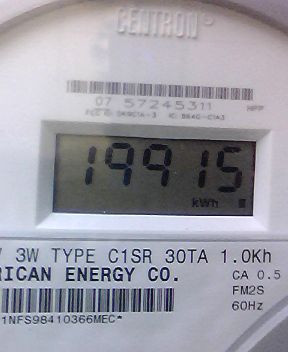 CENTRON
07 57245311 HPP
19915
kWh
V 3W TYPE C1SR 30TA 1.0Kh
RICAN ENERGY CO. CA 0.5
FM2S
1NFS98410366MEC* 60Hz